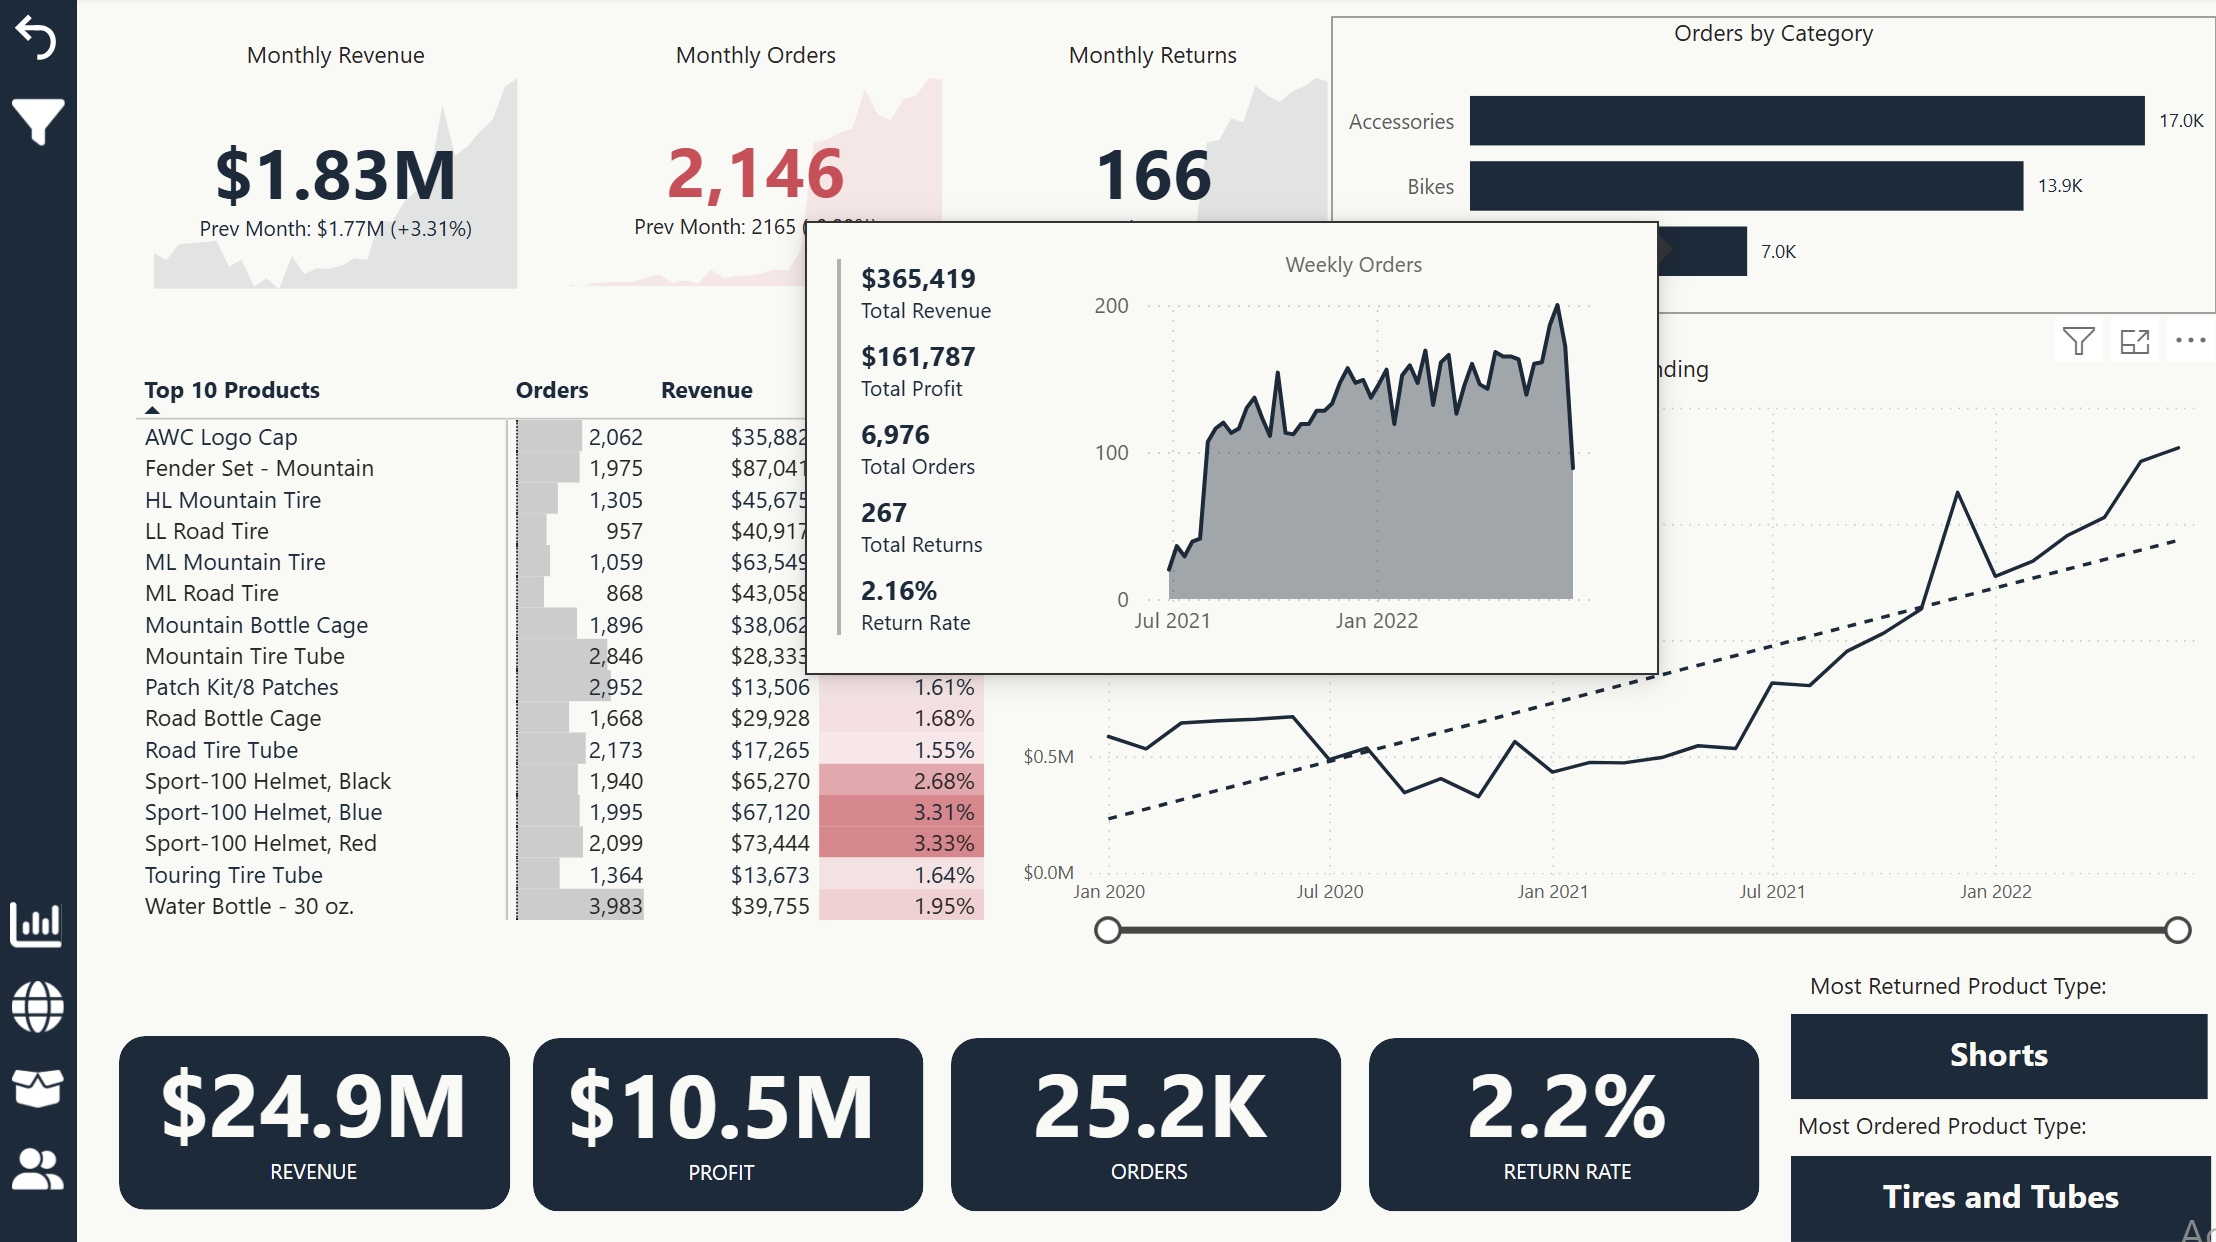 Monthly Revenue
$1.83M
Prev Month: $1.77M (+3.31%)
Monthly Orders
2,146
Prev Month: 2165 (
Monthly Returns
166
Orders by Category
Accessories 17.0K
Bikes 13.9K
7.0K
$365,419
Total Revenue
$161,787
Total Profit
6,976
Total Orders
267
Total Returns
2.16%
Return Rate
Weekly Orders
200
100
0
Jul 2021 Jan 2022
Top 10 Products Orders Revenue
AWC Logo Cap 2,062 $35,882
Fender Set - Mountain 1,975 $87,041
HL Mountain Tire 1,305 $45,675
LL Road Tire 957 $40,917
ML Mountain Tire 1,059 $63,549
ML Road Tire 868 $43,058
Mountain Bottle Cage 1,896 $38,062
Mountain Tire Tube 2,846 $28,333
Patch Kit/8 Patches 2,952 $13,506 1.61%
Road Bottle Cage 1,668 $29,928 1.68%
Road Tire Tube 2,173 $17,265 1.55%
Sport-100 Helmet, Black 1,940 $65,270 2.68%
Sport-100 Helmet, Blue 1,995 $67,120 3.31%
Sport-100 Helmet, Red 2,099 $73,444 3.33%
Touring Tire Tube 1,364 $13,673 1.64%
Water Bottle - 30 oz. 3,983 $39,755 1.95%
nding
$0.5M
$0.0M
Jan 2020 Jul 2020 Jan 2021 Jul 2021 Jan 2022
$24.9M
REVENUE
$10.5M
PROFIT
25.2K
ORDERS
2.2%
RETURN RATE
Most Returned Product Type:
Shorts
Most Ordered Product Type:
Tires and Tubes